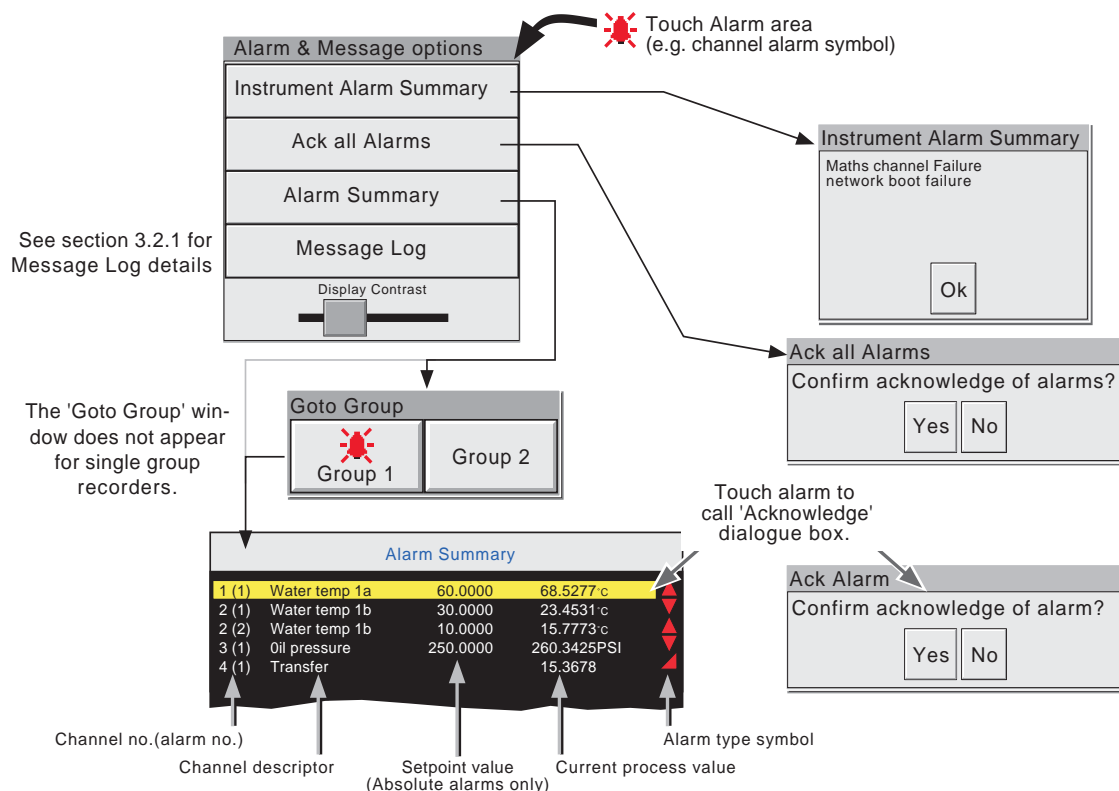 Touch Alarm area
(e.g. channel alarm symbol)
Alarm & Message options
Instrument Alarm Summary
Ack all Alarms
Alarm Summary
Message Log
Display Contrast
See section 3.2.1 for
Message Log details
Instrument Alarm Summary
Maths channel Failure
network boot failure
Ok
Ack all Alarms
Confirm acknowledge of alarms?
Yes No
The 'Goto Group' win-
dow does not appear
for single group
recorders.
Goto Group
Group 1
Group 2
Touch alarm to
call 'Acknowledge'
dialogue box.
Alarm Summary
1 (1) Water temp 1a 60.0000 68.5277°C
2 (1) Water temp 1b 30.0000 23.4531°C
2 (2) Water temp 1b 10.0000 15.7773°C
3 (1) 0il pressure 250.0000 260.3425PSI
4 (1) Transfer 15.3678
Ack Alarm
Confirm acknowledge of alarm?
Yes No
Channel no.(alarm no.)
Channel descriptor
Setpoint value
(Absolute alarms only)
Current process value
Alarm type symbol